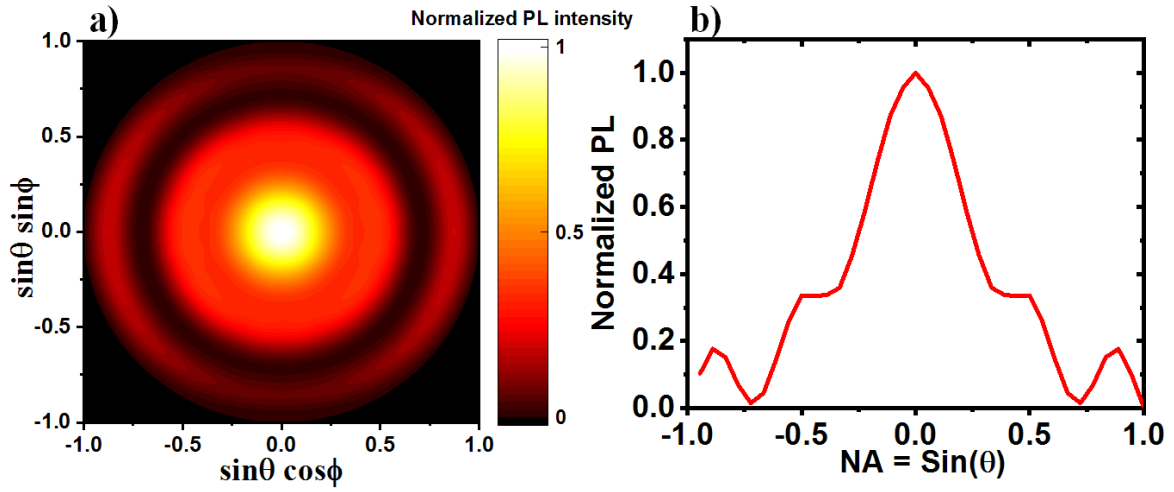 a)
Normalized PL intensity
1.0
0.5
0.0
-0.5
-1.0
sinθ sinϕ
-1.0 -0.5 0.0 0.5 1.0
sinθ cosϕ
1
0.5
0
b)
1.0
0.8
0.6
0.4
0.2
0.0
Normalized PL
-1.0 -0.5 0.0 0.5 1.0
NA = Sin(θ)